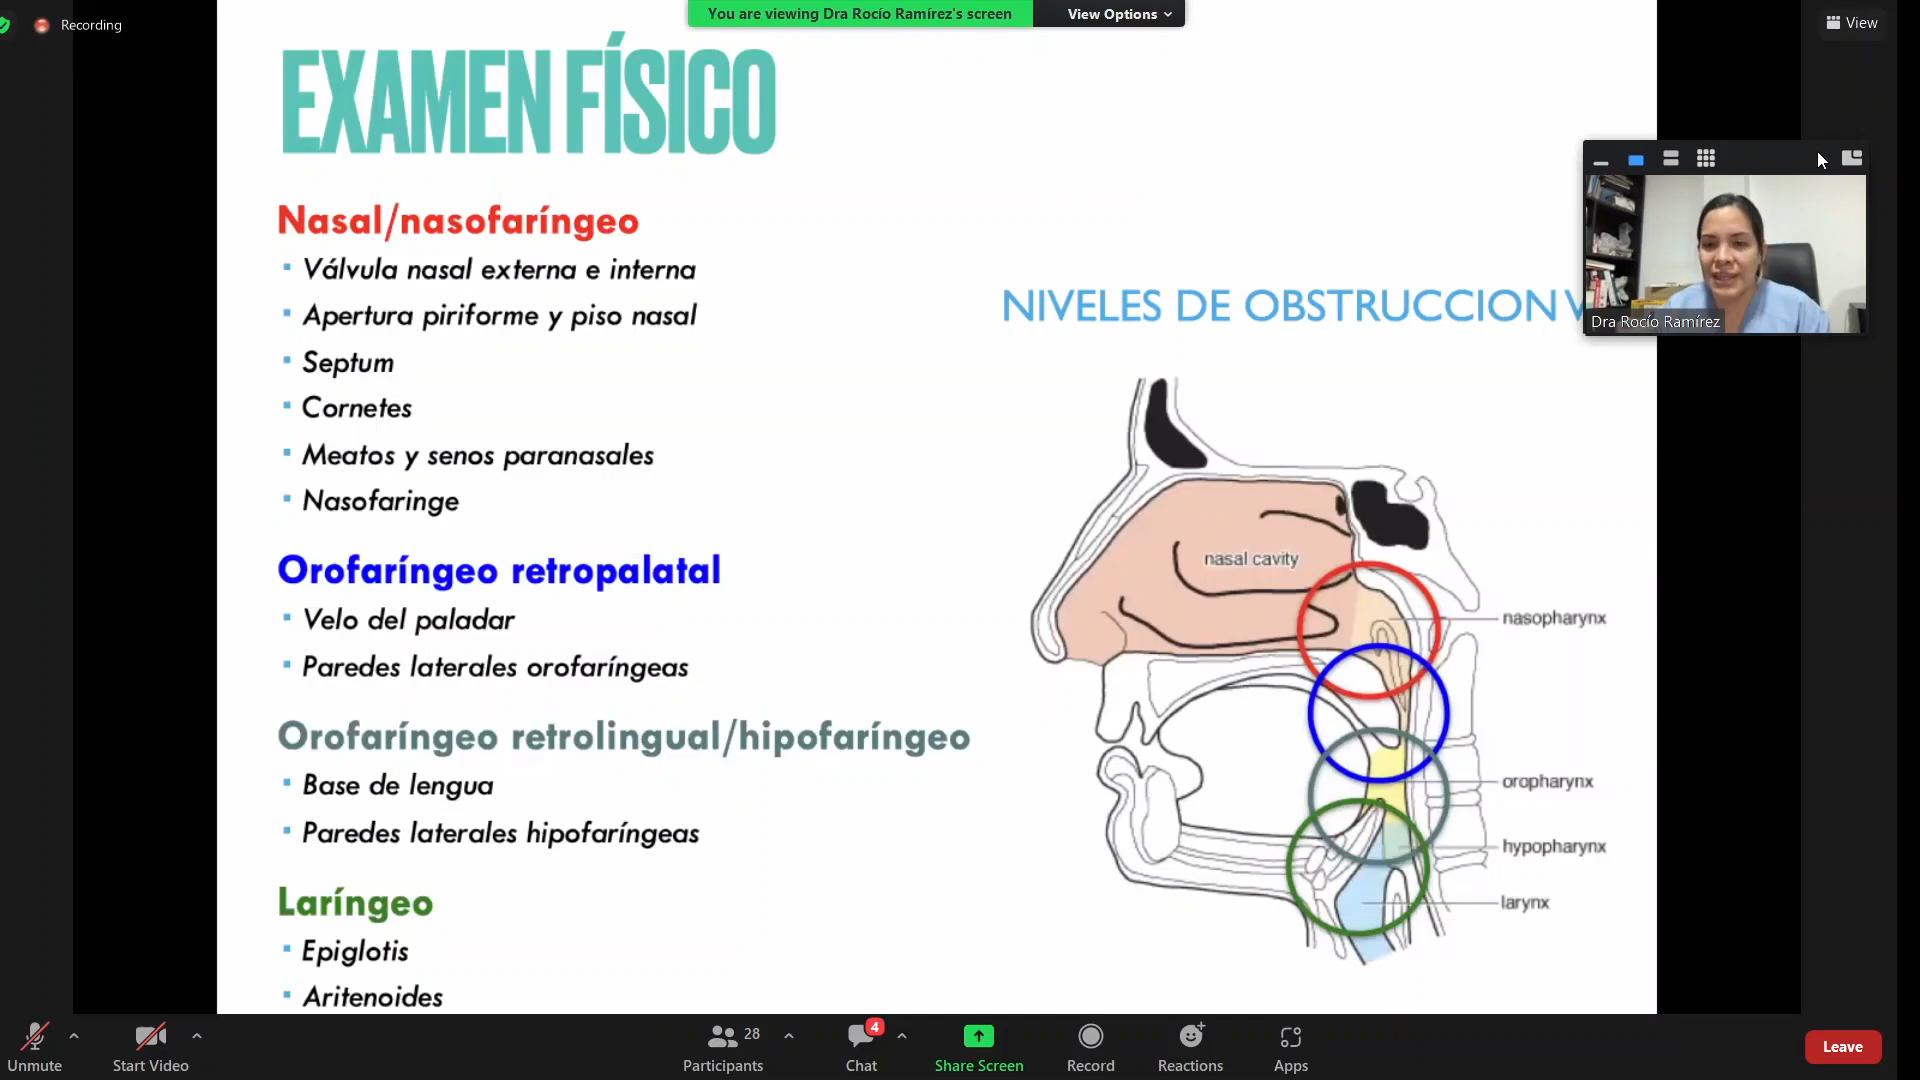 Recording
You are viewing Dra Rocío Ramírez's screen
View Options
View
EXAMEN FÍSICO
Nasal/nasofaríngeo
Válvula nasal externa e interna
Apertura piriforme y piso nasal
Septum
Cornetes
Meatos y senos paranasales
Nasofaringe
Orofaríngeo retropalatal
Velo del paladar
Paredes laterales orofaríngeas
Orofaríngeo retrolingual/hipofaríngeo
Base de lengua
Paredes laterales hipofaríngeas
Laríngeo
Epiglotis
Aritenoides
NIVELES DE OBSTRUCCION
Dra Rocío Ramírez
nasal cavity
nasopharynx
oropharynx
hypopharynx
larynx
Unmute
Start Video
28
Participants
4
Chat
Share Screen
Record
Reactions
Apps
Leave